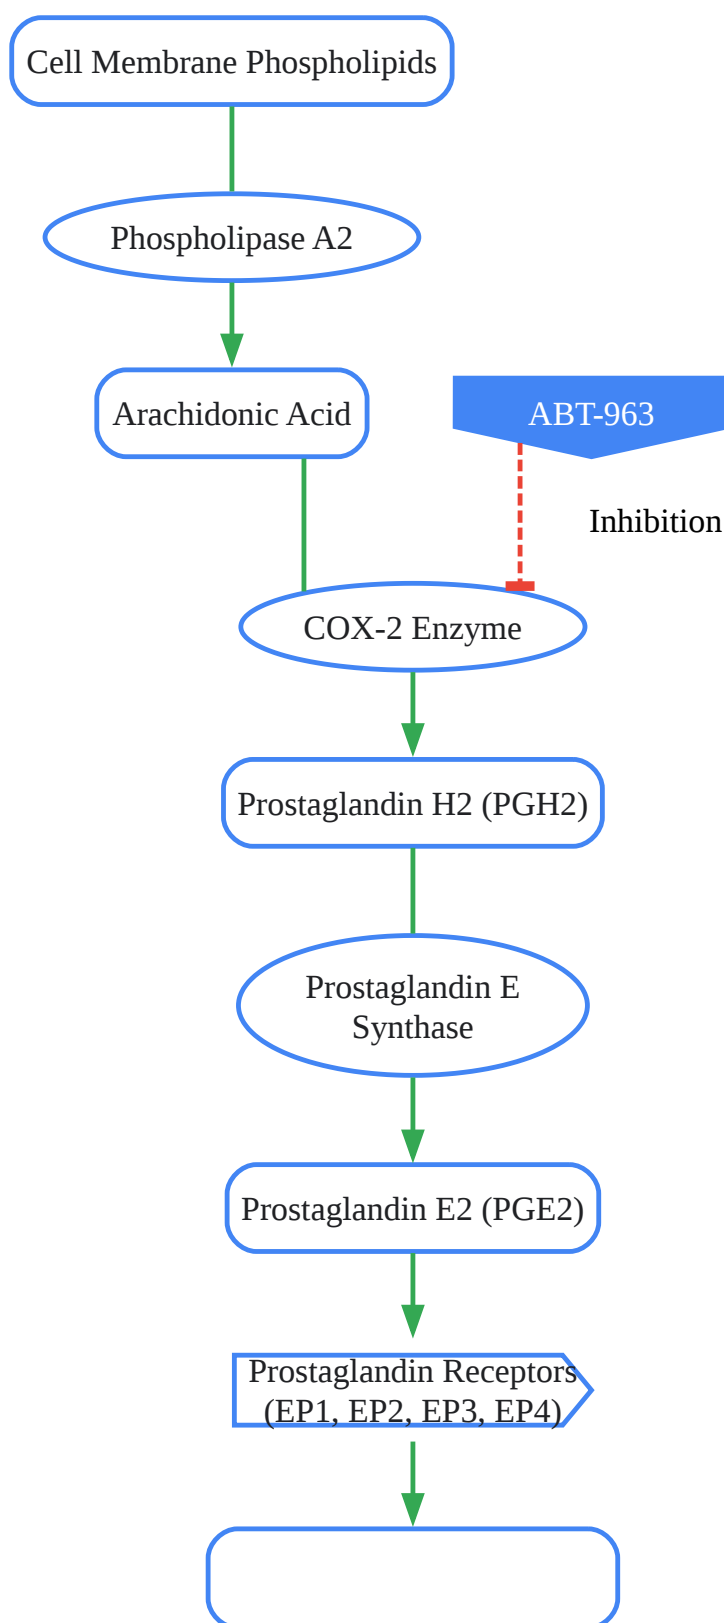 Cell Membrane Phospholipids
Phospholipase A2
Arachidonic Acid
ABT-963
Inhibition
COX-2 Enzyme
Prostaglandin H2 (PGH2)
Prostaglandin E
Synthase
Prostaglandin E2 (PGE2)
Prostaglandin Receptors
(EP1, EP2, EP3, EP4)